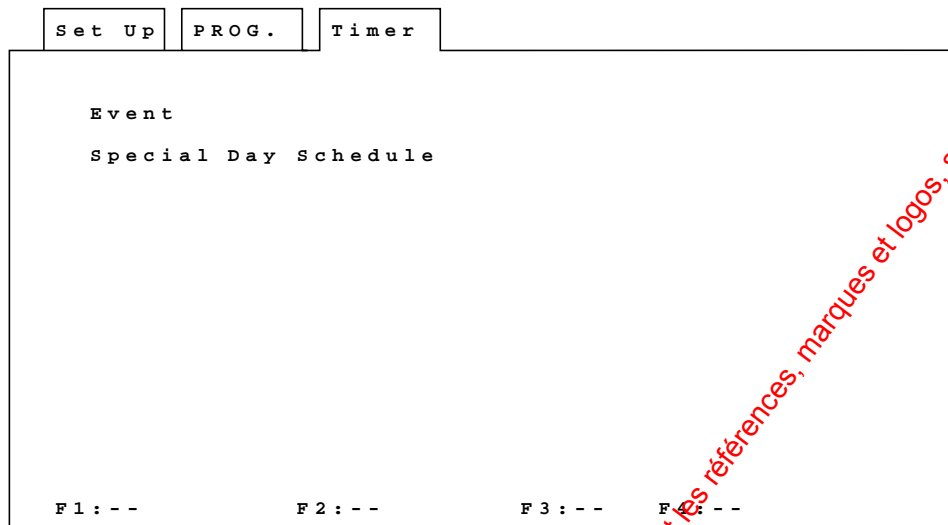 Set Up PROG. Timer
Event
Special Day Schedule
F1:-- F2:-- F3:-- F4:--
les références, marques et logos,